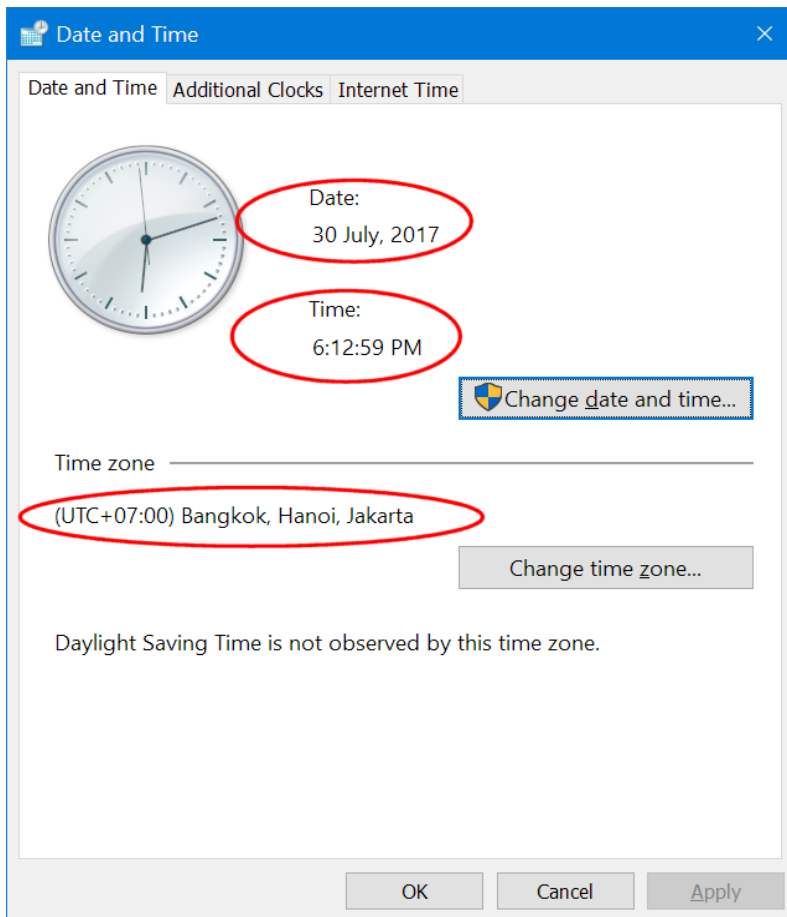 Date and Time
Date and Time Additional Clocks Internet Time
Date:
30 July, 2017
Time:
6:12:59 PM
Change date and time...
Time zone
(UTC+07:00) Bangkok, Hanoi, Jakarta
Change time zone...
Daylight Saving Time is not observed by this time zone.
OK Cancel Apply